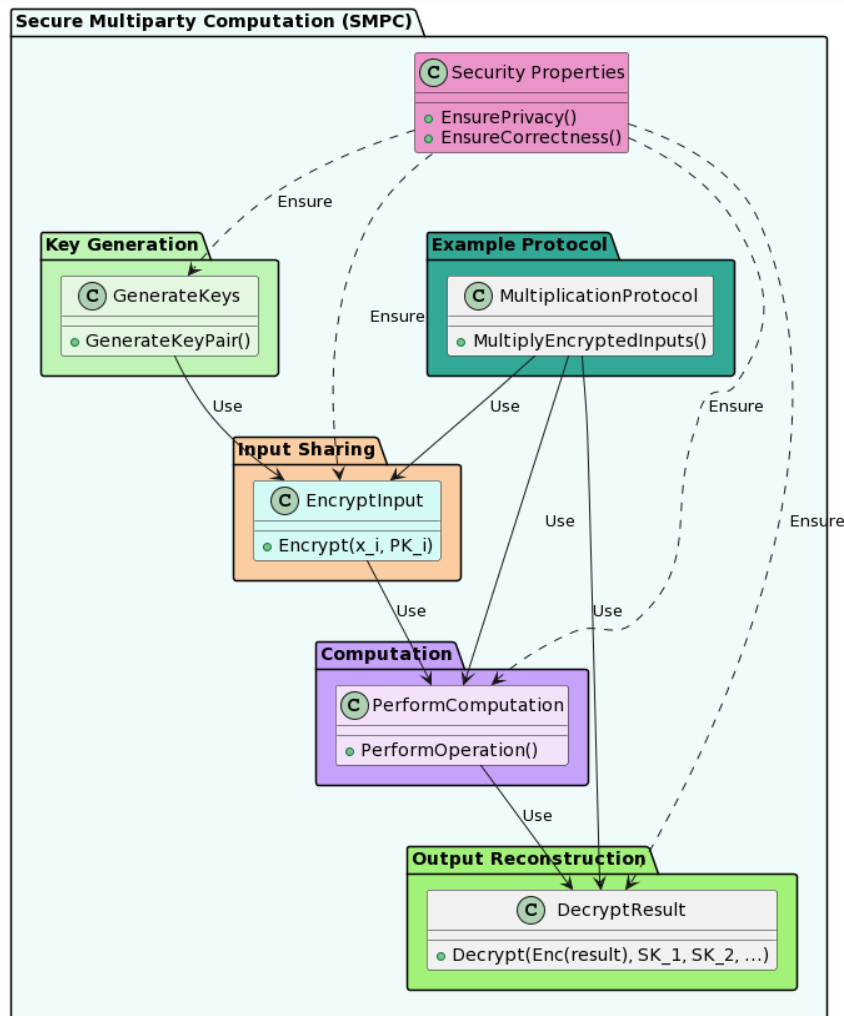 Secure Multiparty Computation (SMPC)
C Security Properties
EnsurePrivacy()
EnsureCorrectness()
Ensure
Key Generation
C GenerateKeys
GenerateKeyPair()
Example Protocol
C MultiplicationProtocol
MultiplyEncryptedInputs()
Ensure
Use
Use
Ensure
Input Sharing
C EncryptInput
Encrypt(x_i, PK_i)
Use
Ensure
Use
Use
Computation
C PerformComputation
PerformOperation()
Use
Output Reconstruction
C DecryptResult
Decrypt(Enc(result), SK_1, SK_2, ...)